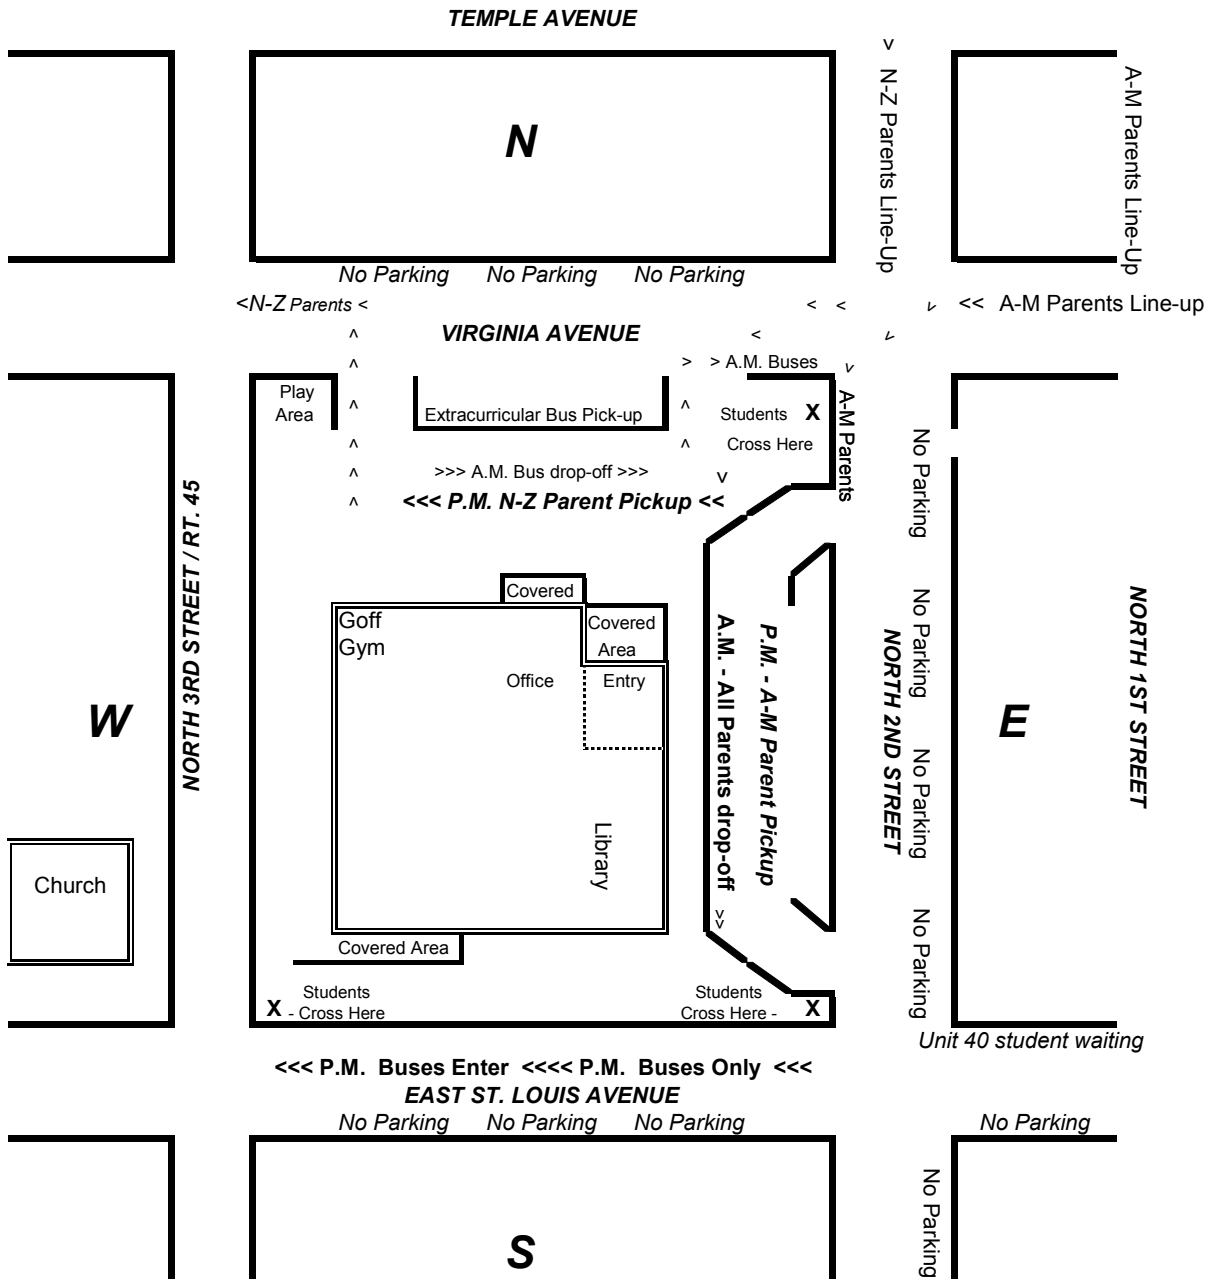 TEMPLE AVENUE
v
N-Z Parents Line-Up
A-M Parents Line-Up
N
No Parking No Parking No Parking
<N-Z Parents <
< <
v
<< A-M Parents Line-up
^
VIRGINIA AVENUE
<
v
^
> > A.M. Buses
v
Play
Area
^
Extracurricular Bus Pick-up
^
Students X
Cross Here
A-M Parents
^
^
^
>>> A.M. Bus drop-off >>>
v
^
<<< P.M. N-Z Parent Pickup <<
No Parking
NORTH 3RD STREET / RT. 45
Covered
Goff
Gym
Covered
Area
Office
Entry
Library
A.M. - All Parents drop-off >>
P.M. - A-M Parent Pickup
NORTH 2ND STREET
No Parking
No Parking
No Parking
NORTH 1ST STREET
W
E
Church
Covered Area
Students
X - Cross Here
Students
Cross Here - X
Unit 40 student waiting
<<< P.M. Buses Enter <<<< P.M. Buses Only <<<
EAST ST. LOUIS AVENUE
No Parking No Parking No Parking
No Parking
No Parking
S